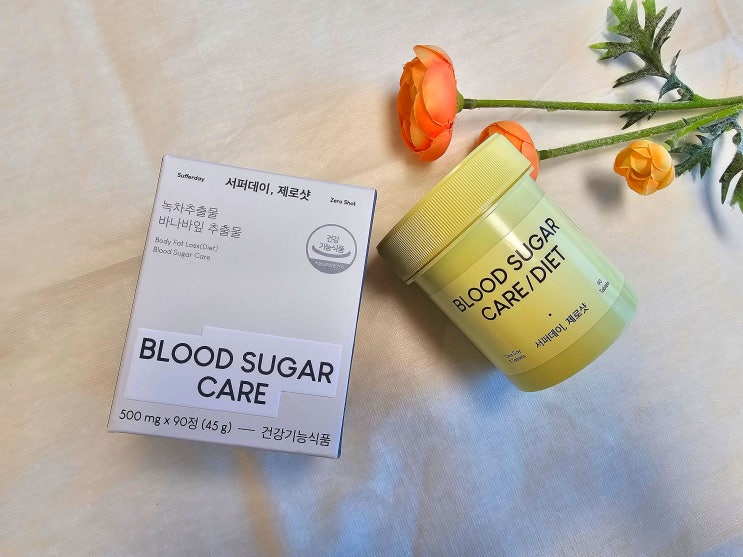 Sufferday
서퍼데이, 제로샷
Zero Shot
녹차추출물
바나바잎 추출물
Body Fat Loss(Diet)
Blood Sugar Care
건강
기능식품
BLOOD SUGAR
CARE
500 mg x 90정 (45 g) — 건강기능식품
BLOOD SUGAR
CARE/DIET
서퍼데이, 제로샷
90
Tablets